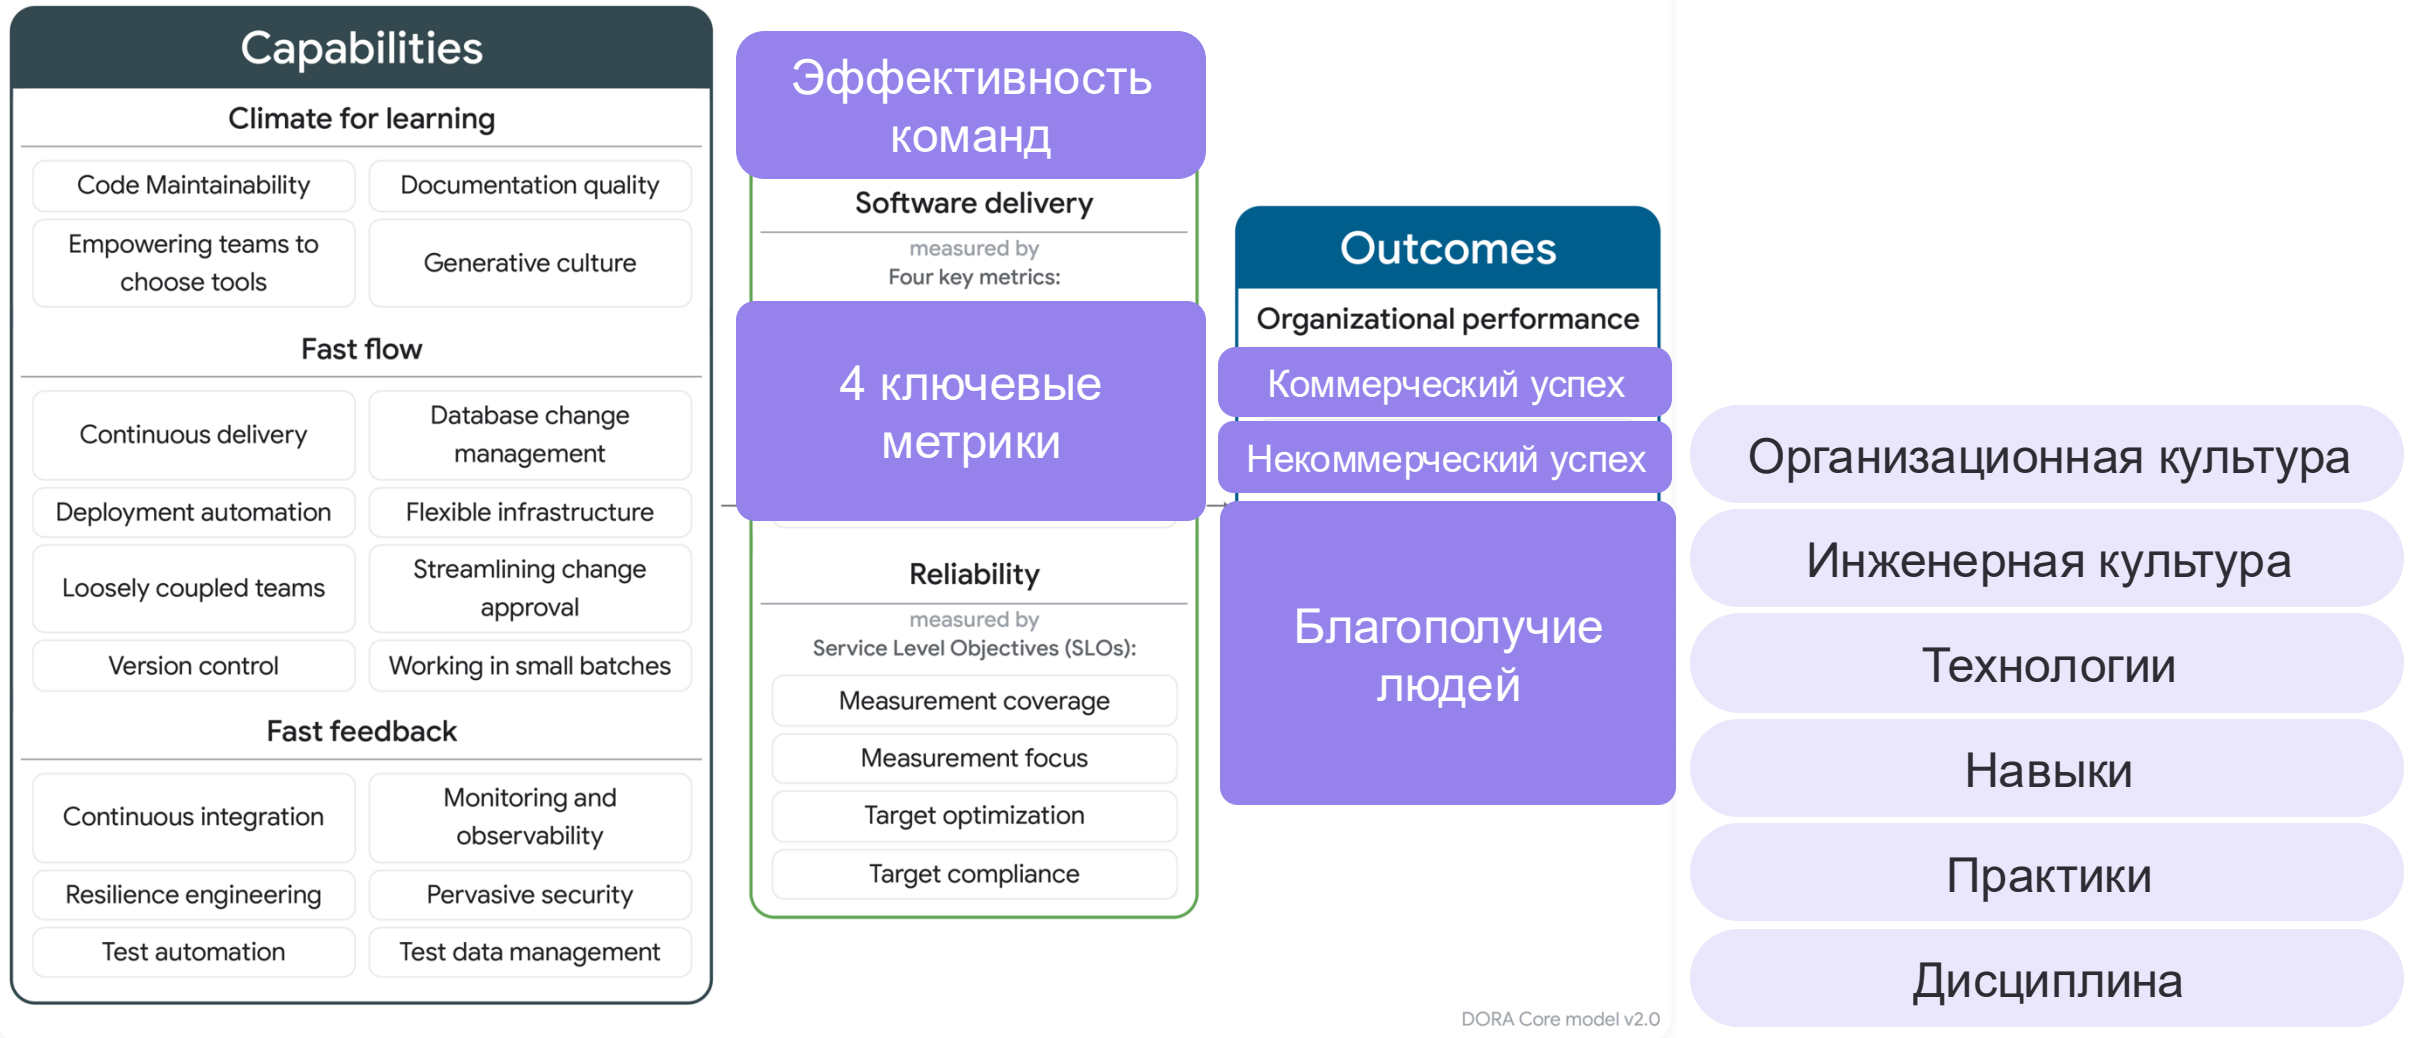 Capabilities
Climate for learning
Code Maintainability
Documentation quality
Empowering teams to
choose tools
Generative culture
Fast flow
Continuous delivery
Database change
management
Deployment automation
Flexible infrastructure
Loosely coupled teams
Streamlining change
approval
Version control
Working in small batches
Fast feedback
Continuous integration
Monitoring and
observability
Resilience engineering
Pervasive security
Test automation
Test data management
Эффективность
команд
Software delivery
measured by
Four key metrics:
4 ключевые
метрики
Reliability
measured by
Service Level Objectives (SLOs):
Measurement coverage
Measurement focus
Target optimization
Target compliance
Outcomes
Organizational performance
Коммерческий успех
Некоммерческий успех
Благополучие
людей
Организационная культура
Инженерная культура
Технологии
Навыки
Практики
Дисциплина
DORA Core model v2.0